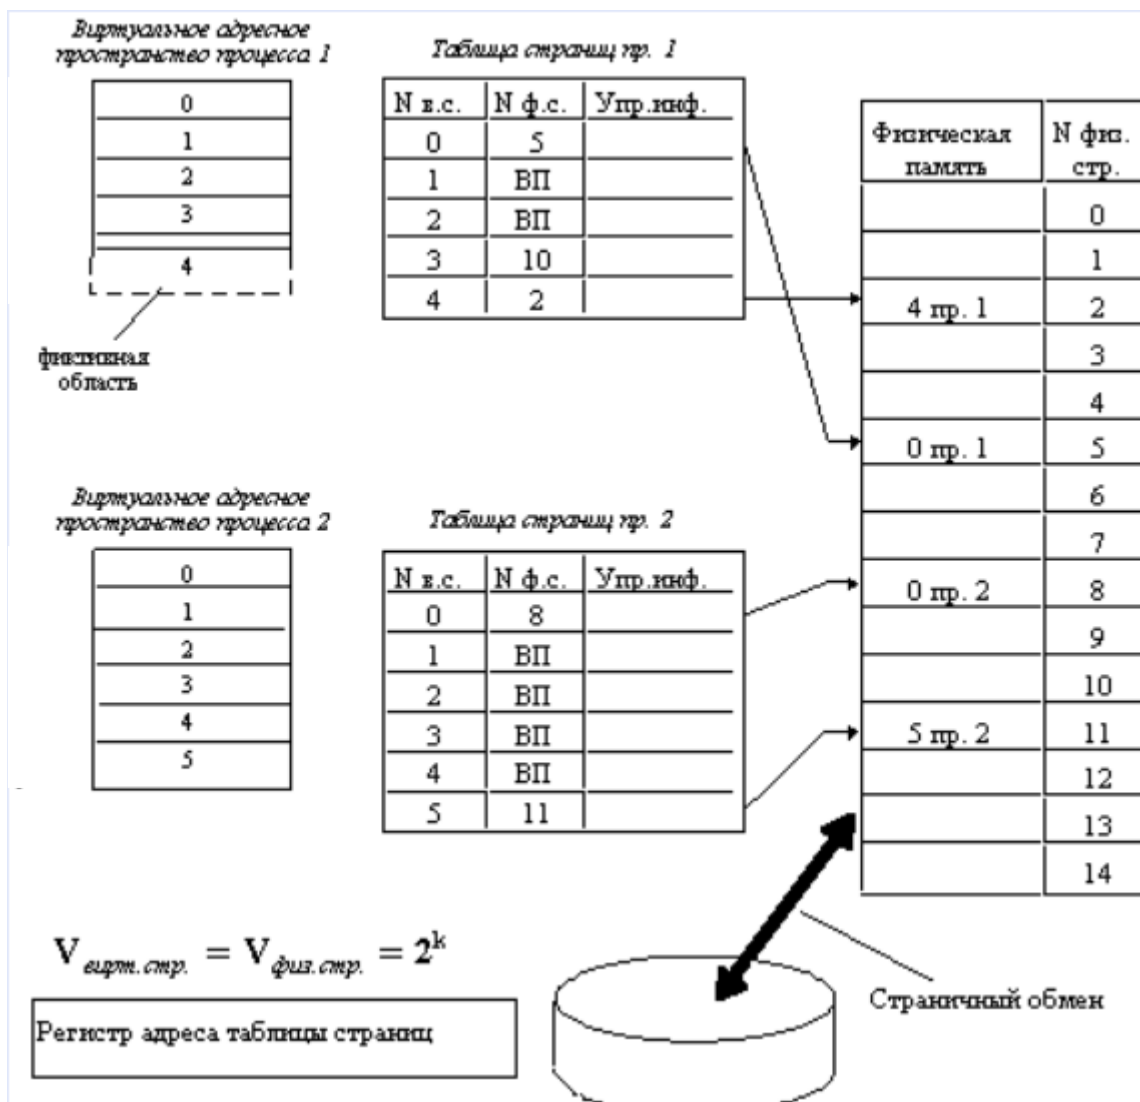 Виртуальное адресное
пространство процесса 1
0
1
2
3
4
фиктивная
область
Таблица страниц пр. 1
N в.с. N ф.с. Упр.инф.
0 5
1 ВП
2 ВП
3 10
4 2
Физическая память N физ. стр.
0
1
4 пр. 1 2
3
4
0 пр. 1 5
6
7
0 пр. 2 8
9
10
5 пр. 2 11
12
13
14
Виртуальное адресное
пространство процесса 2
0
1
2
3
4
5
Таблица страниц пр. 2
N в.с. N ф.с. Упр.инф.
0 8
1 ВП
2 ВП
3 ВП
4 ВП
5 11
V вирт.стр. = V физ.стр. = 2^k
Регистр адреса таблицы страниц
Страничный обмен